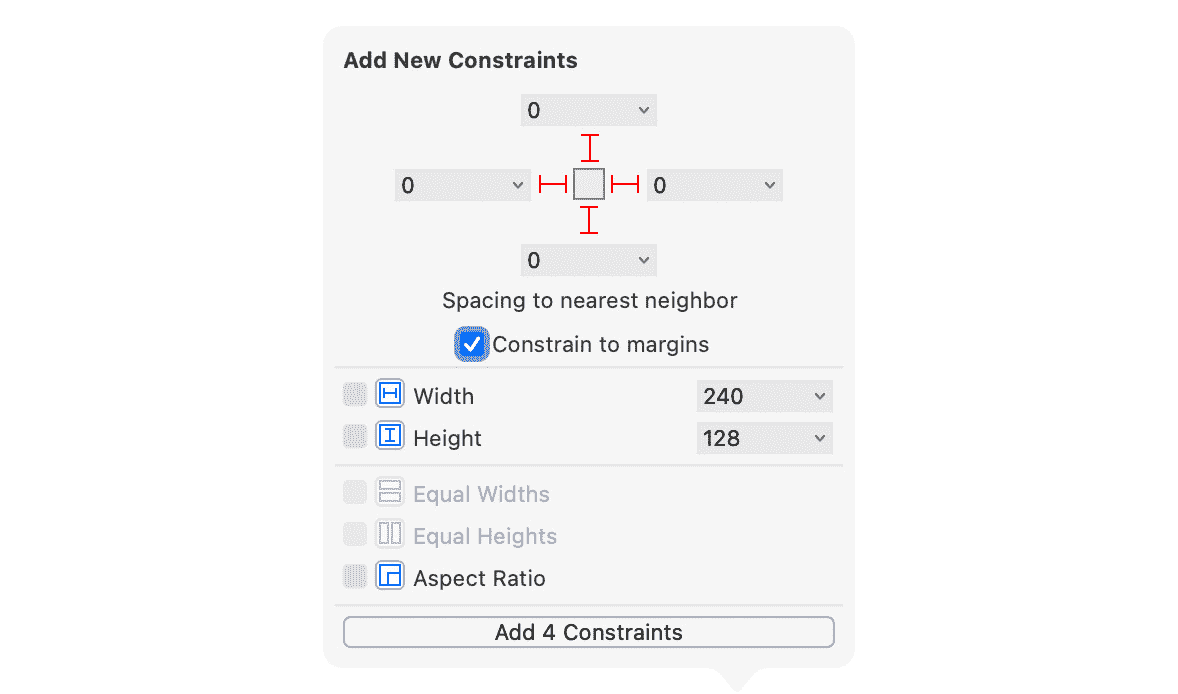 Add New Constraints
0
0 0
0
Spacing to nearest neighbor
Constrain to margins
Width 240
Height 128
Equal Widths
Equal Heights
Aspect Ratio
Add 4 Constraints